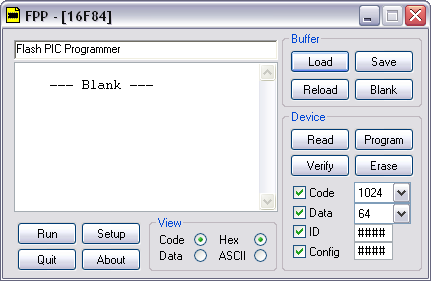 FPP - [16F84]
Flash PIC Programmer
--- Blank ---
Buffer
Load Save
Reload Blank
Device
Read Program
Verify Erase
Code 1024
Data 64
ID ####
Config ####
Run Setup
Quit About
View
Code Hex
Data ASCII